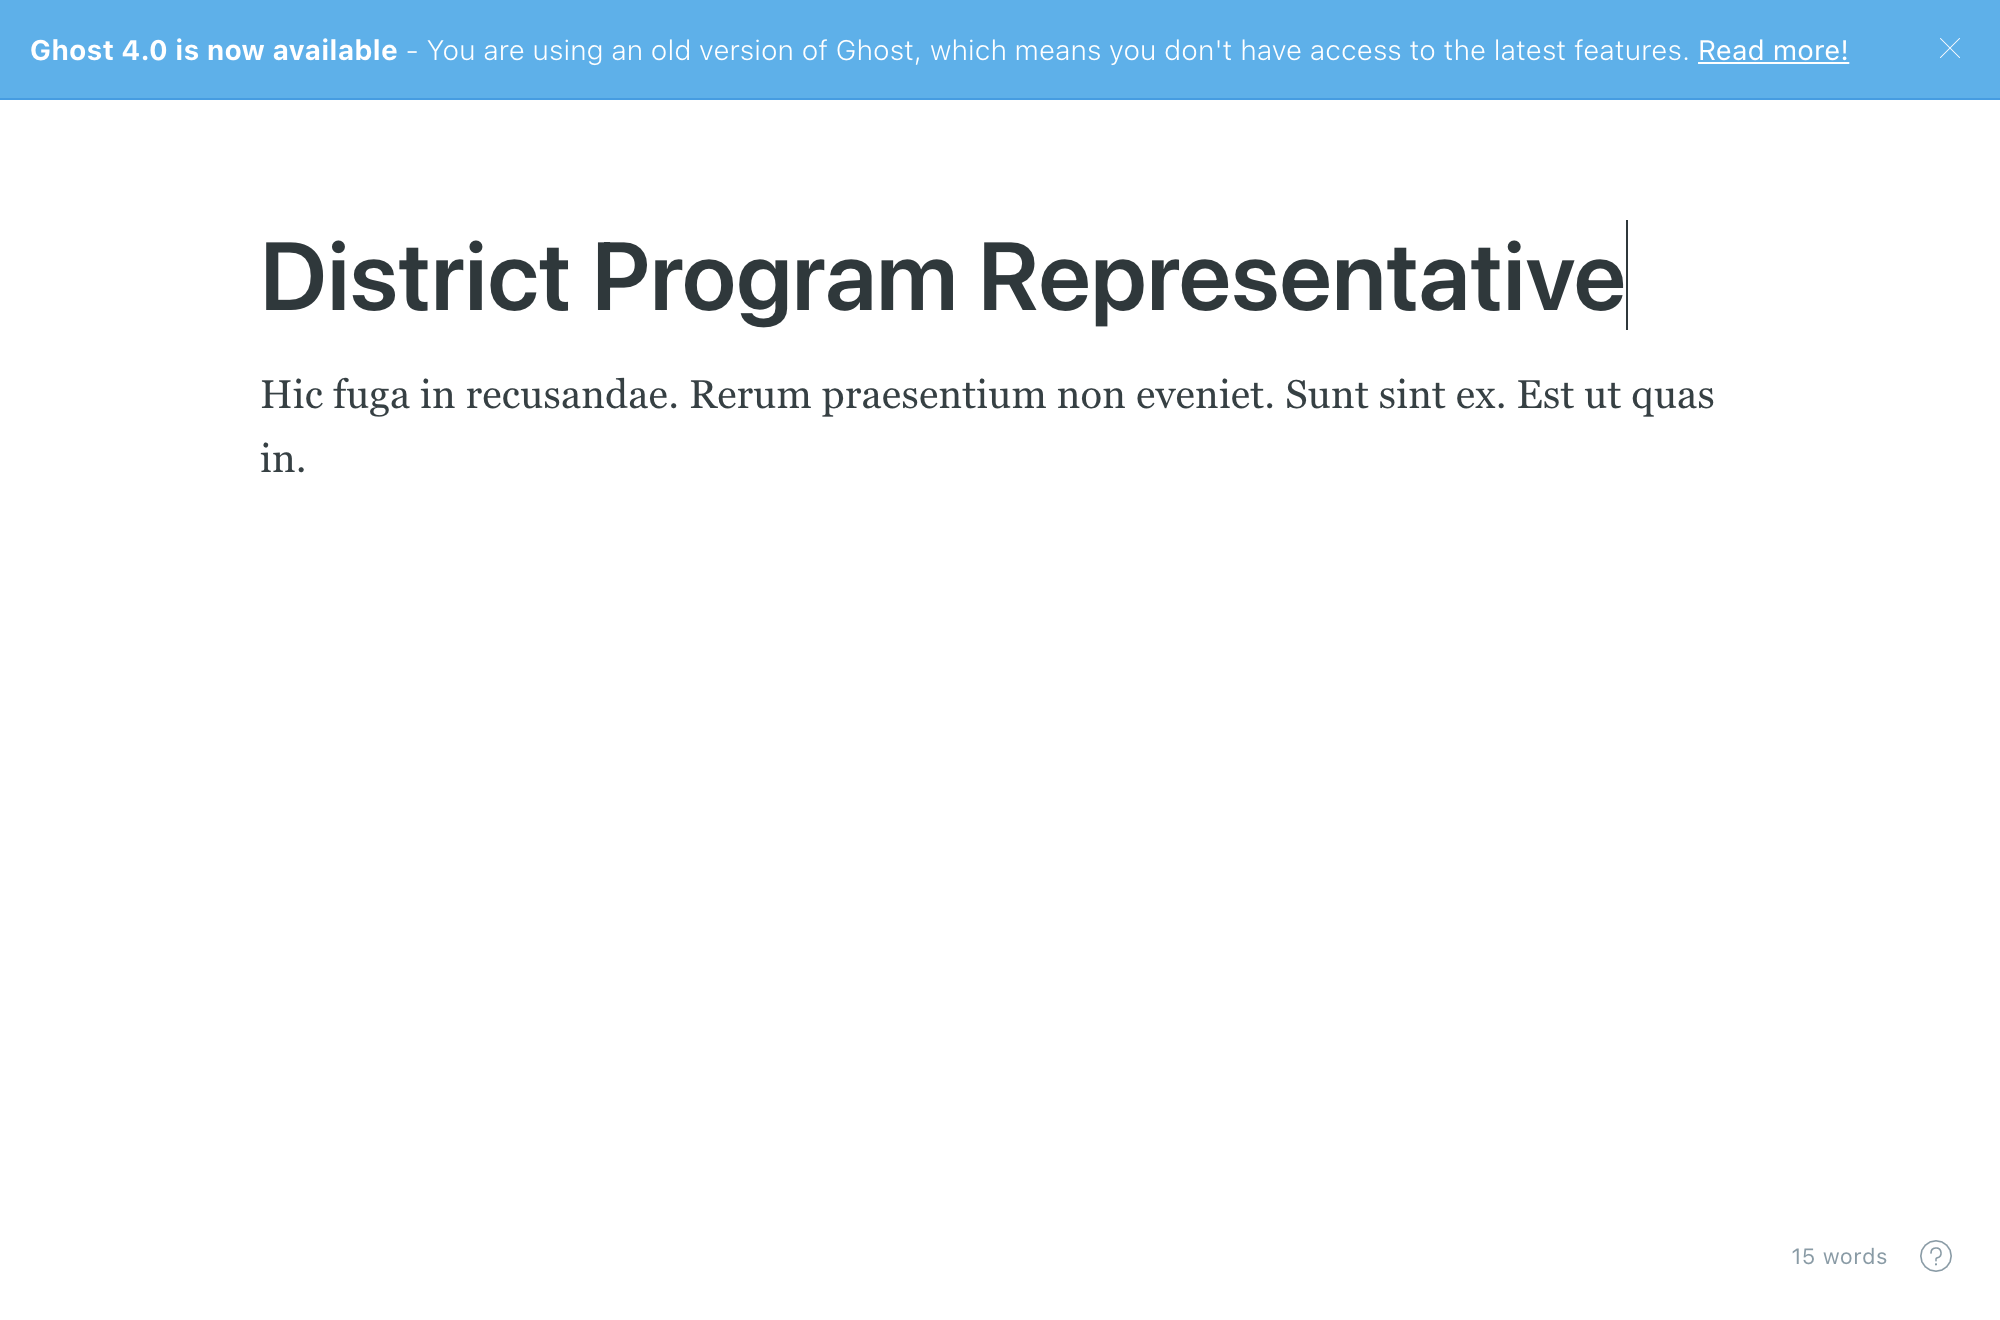 Ghost 4.0 is now available - You are using an old version of Ghost, which means you don't have access to the latest features. Read more!
District Program Representative
Hic fuga in recusandae. Rerum praesentium non eveniet. Sunt sint ex. Est ut quas
in.
15 words
?